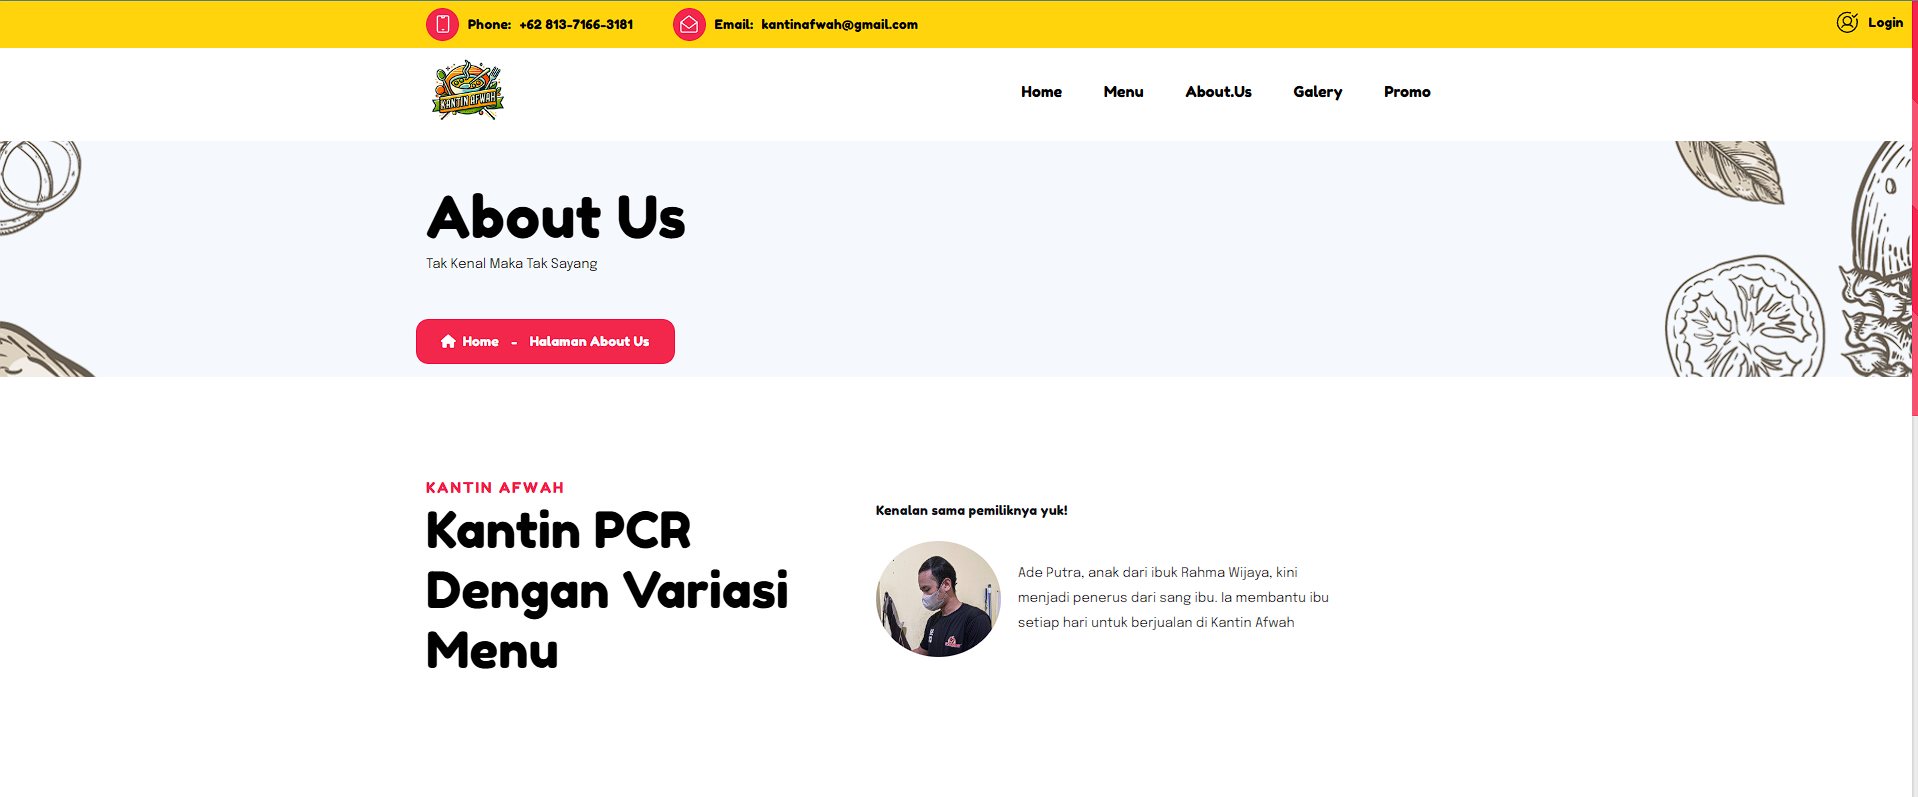 Phone: +62 813-7166-3181
Email: kantinafwah@gmail.com
Login
KANTIN AFWAH
Home
Menu
About.Us
Galery
Promo
About Us
Tak Kenal Maka Tak Sayang
Home - Halaman About Us
KANTIN AFWAH
Kantin PCR
Dengan Variasi
Menu
Kenalan sama pemiliknya yuk!
Ade Putra, anak dari ibuk Rahma Wijaya, kini
menjadi penerus dari sang ibu. Ia membantu ibu
setiap hari untuk berjualan di Kantin Afwah